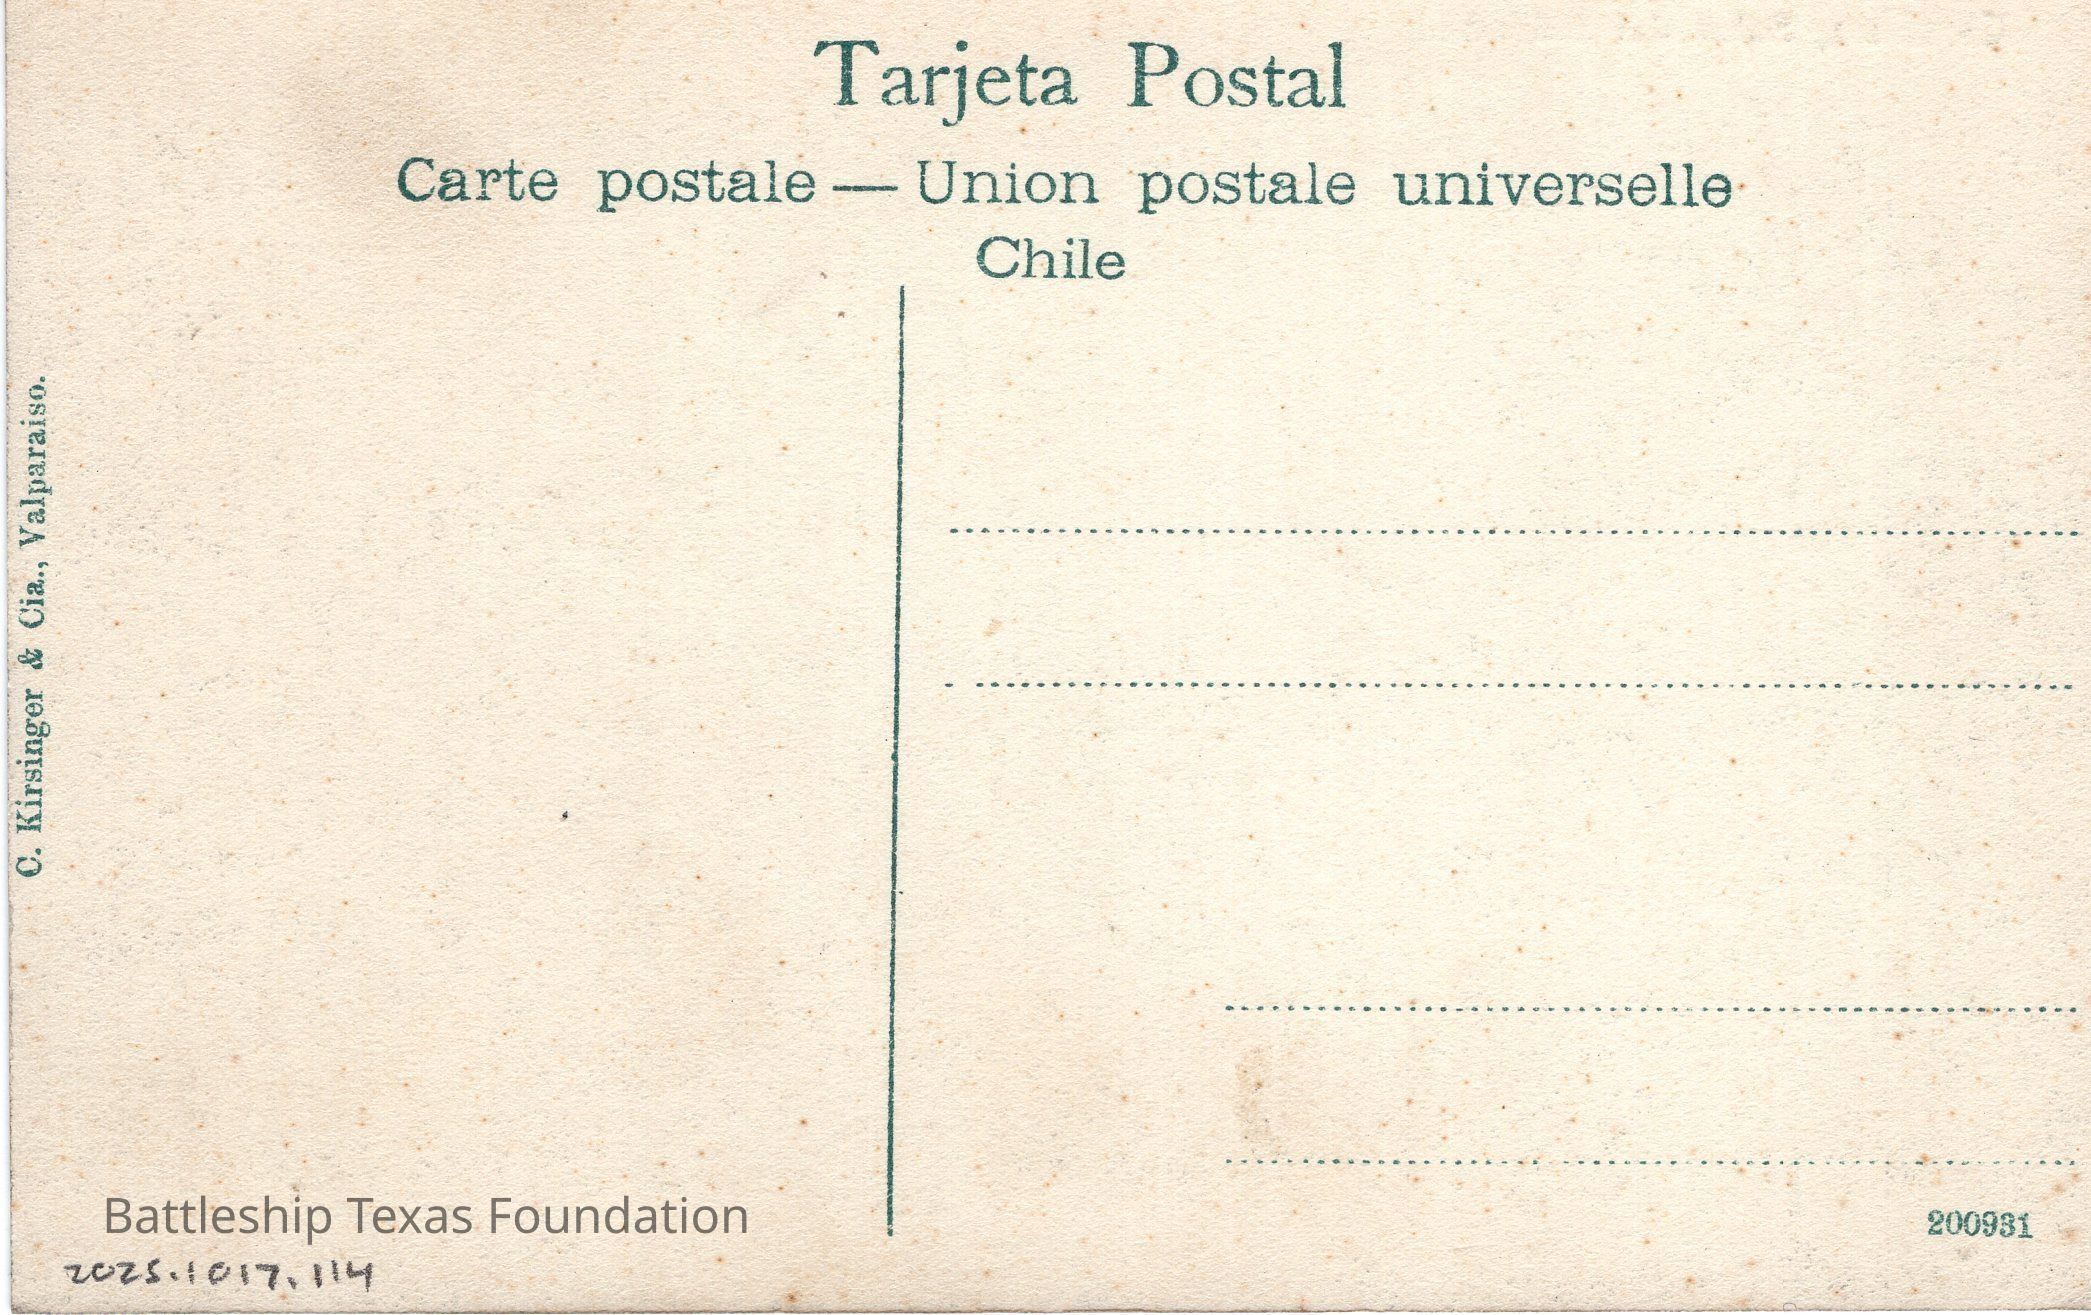 Tarjeta Postal
Carte postale — Union postale universelle
Chile
C. Kirsinger & Cia., Valparaiso.
Battleship Texas Foundation
200931
2025.1017.114